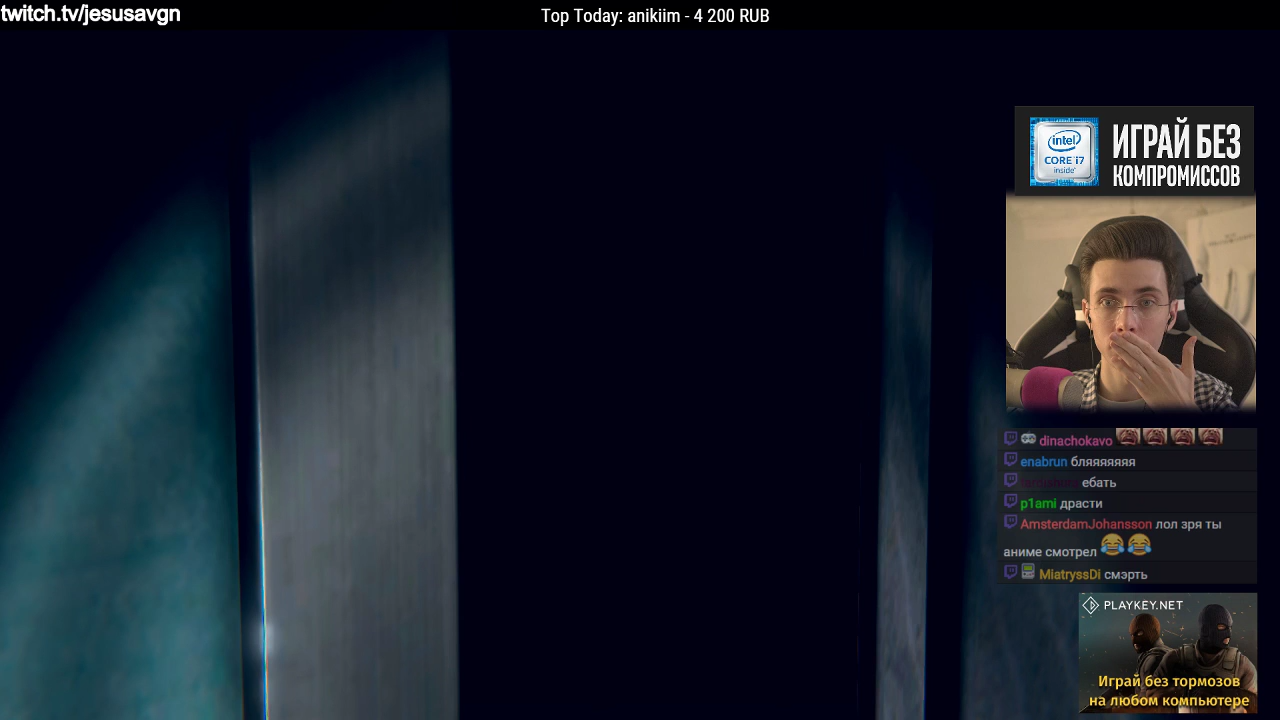 twitch.tv/jesusavgn
Top Today: anikiim - 4 200 RUB
intel
CORE i7
inside
ИГРАЙ БЕЗ
КОМПРОМИССОВ
dinachokavo
enabrun бляяяяяяя
ебать
p1ami драсти
AmsterdamJohansson лол зря ты
аниме смотрел
MiatryssDi смэрть
PLAYKEY.NET
Играй без тормозов
на любом компьютере